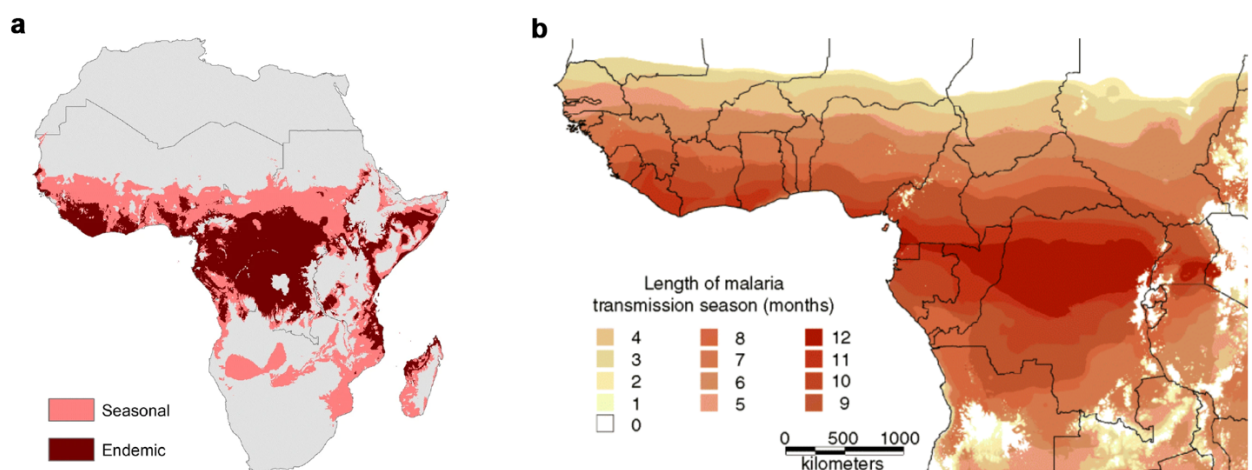 a
Seasonal
Endemic
b
Length of malaria
transmission season (months)
4 8 12
3 7 11
2 6 10
1 5 9
0
0 500 1000
kilometers